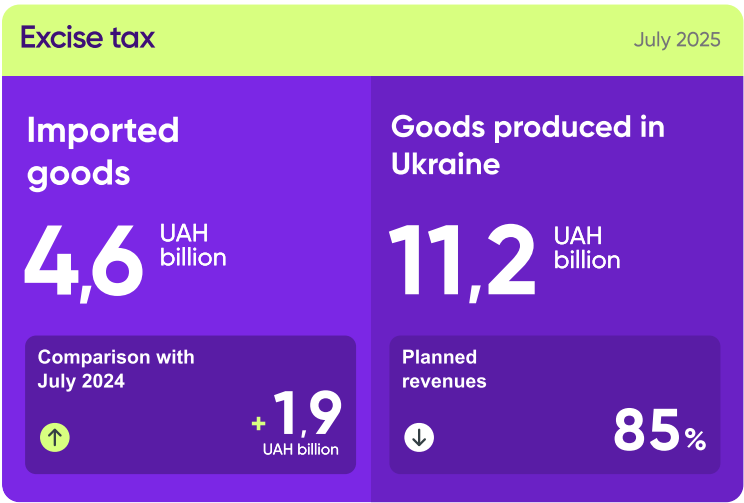 Excise tax
July 2025
Imported
goods
4,6
UAH
billion
Comparison with
July 2024
+1,9
UAH billion
Goods produced in
Ukraine
11,2
UAH
billion
Planned
revenues
85%